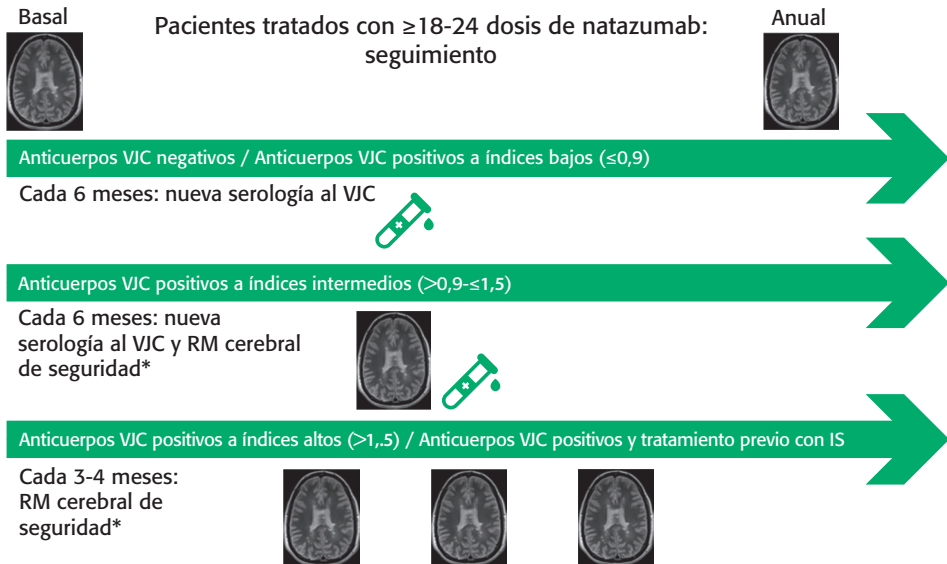 Basal
Pacientes tratados con ≥18-24 dosis de natazumab:
seguimiento
Anual
Anticuerpos VJC negativos / Anticuerpos VJC positivos a índices bajos (≤0,9)
Cada 6 meses: nueva serología al VJC
Anticuerpos VJC positivos a índices intermedios (>0,9-≤1,5)
Cada 6 meses: nueva
serología al VJC y RM cerebral
de seguridad*
Anticuerpos VJC positivos a índices altos (>1,.5) / Anticuerpos VJC positivos y tratamiento previo con IS
Cada 3-4 meses:
RM cerebral de
seguridad*